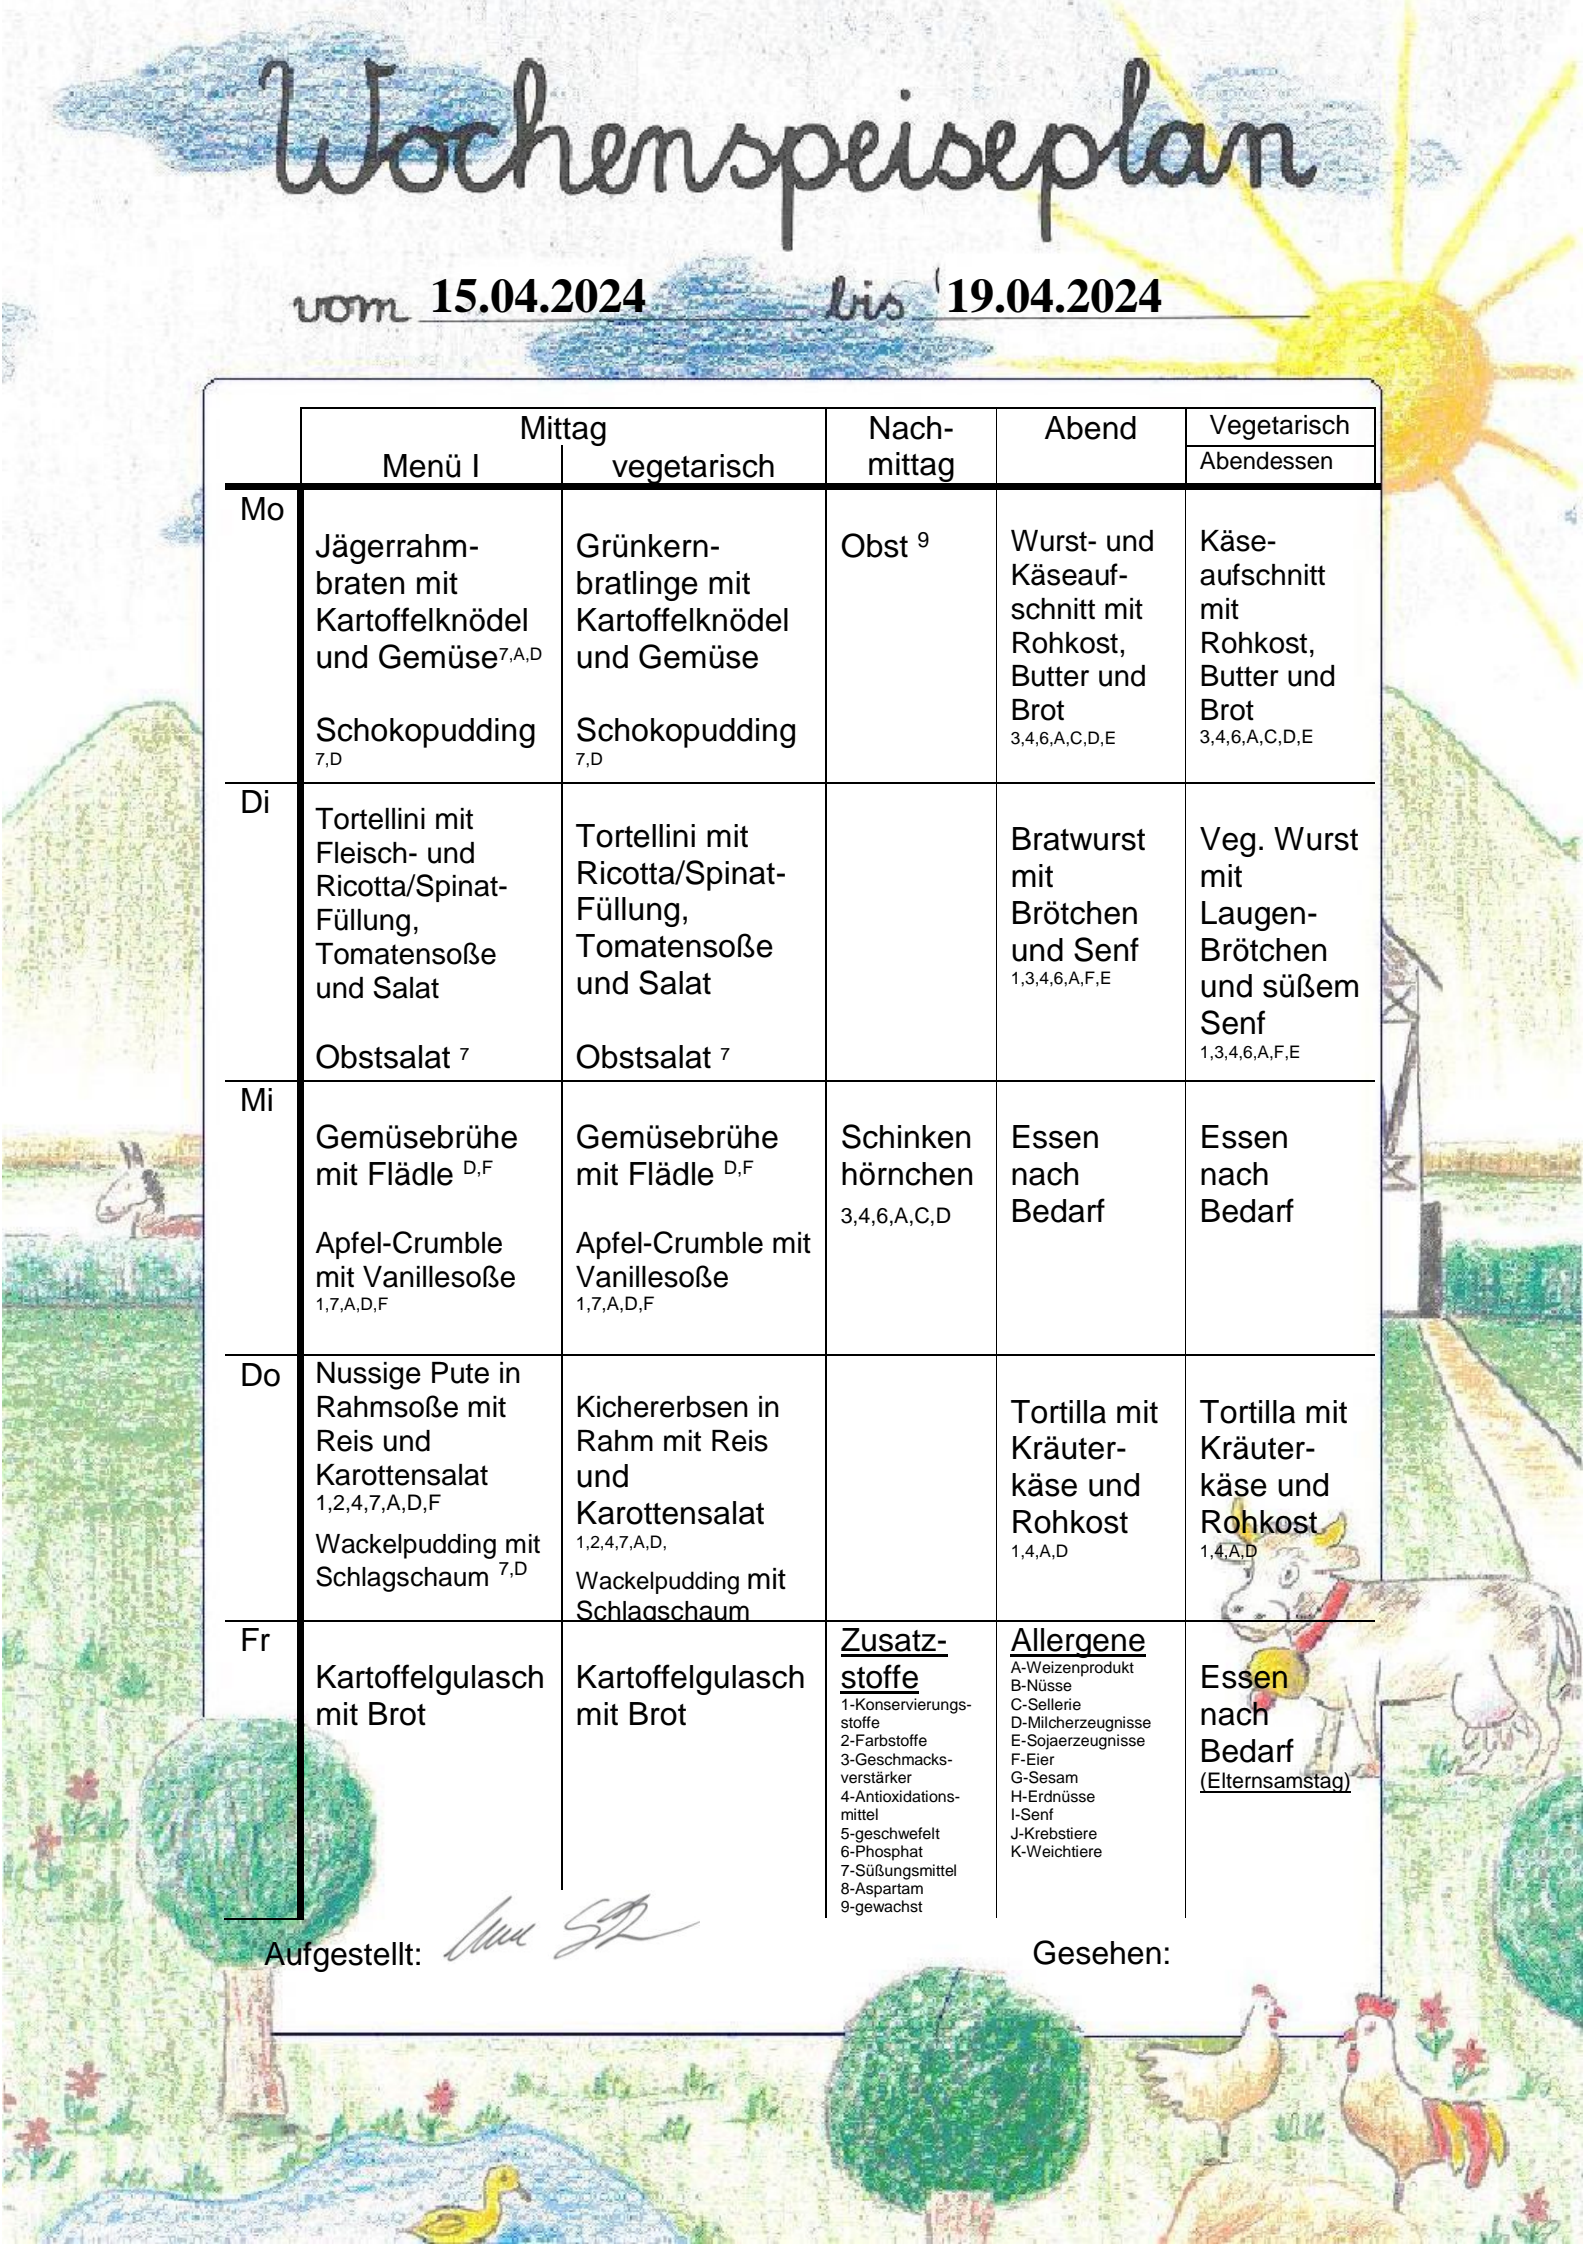 Wochenspeiseplan
vom 15.04.2024 bis 19.04.2024
Mittag
Nach-
mittag
Abend
Vegetarisch
Abendessen
Menü I
vegetarisch
Mo
Jägerrahm-
braten mit
Kartoffelknödel
und Gemüse7,A,D
Schokopudding
7,D
Grünkern-
bratlinge mit
Kartoffelknödel
und Gemüse
Schokopudding
7,D
Obst 9
Wurst- und
Käseauf-
schnitt mit
Rohkost,
Butter und
Brot
3,4,6,A,C,D,E
Käse-
aufschnitt
mit
Rohkost,
Butter und
Brot
3,4,6,A,C,D,E
Di
Tortellini mit
Fleisch- und
Ricotta/Spinat-
Füllung,
Tomatensoße
und Salat
Obstsalat 7
Tortellini mit
Ricotta/Spinat-
Füllung,
Tomatensoße
und Salat
Obstsalat 7
Bratwurst
mit
Brötchen
und Senf
1,3,4,6,A,F,E
Veg. Wurst
mit
Laugen-
Brötchen
und süßem
Senf
1,3,4,6,A,F,E
Mi
Gemüsebrühe
mit Flädle D,F
Apfel-Crumble
mit Vanillesoße
1,7,A,D,F
Gemüsebrühe
mit Flädle D,F
Apfel-Crumble mit
Vanillesoße
1,7,A,D,F
Schinken
hörnchen
3,4,6,A,C,D
Essen
nach
Bedarf
Essen
nach
Bedarf
Do
Nussige Pute in
Rahmsoße mit
Reis und
Karottensalat
1,2,4,7,A,D,F
Wackelpudding mit
Schlagschaum 7,D
Kichererbsen in
Rahm mit Reis
und
Karottensalat
1,2,4,7,A,D,
Wackelpudding mit
Schlagschaum
Tortilla mit
Kräuter-
käse und
Rohkost
1,4,A,D
Tortilla mit
Kräuter-
käse und
Rohkost
1,4,A,D
Fr
Kartoffelgulasch
mit Brot
Kartoffelgulasch
mit Brot
Zusatz-
stoffe
1-Konservierungs-
stoffe
2-Farbstoffe
3-Geschmacks-
verstärker
4-Antioxidations-
mittel
5-geschwefelt
6-Phosphat
7-Süßungsmittel
8-Aspartam
9-gewachst
Allergene
A-Weizenprodukt
B-Nüsse
C-Sellerie
D-Milcherzeugnisse
E-Sojaerzeugnisse
F-Eier
G-Sesam
H-Erdnüsse
I-Senf
J-Krebstiere
K-Weichtiere
Essen
nach
Bedarf
(Elternsamstag)
Aufgestellt:
Gesehen: